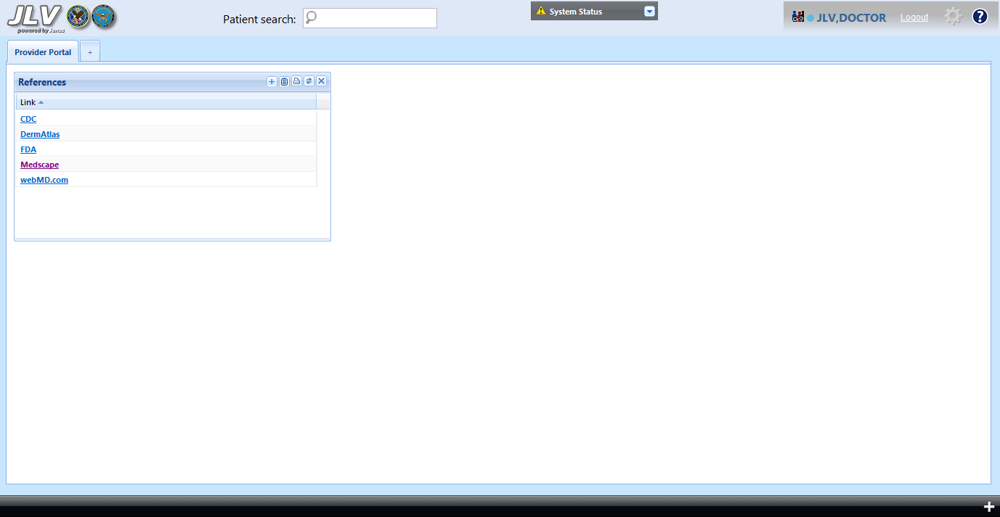 JLV
powered by Janus
Patient search:
System Status
JLV,DOCTOR
Logout
?
Provider Portal
+
References
Link
CDC
DermAtlas
FDA
Medscape
webMD.com